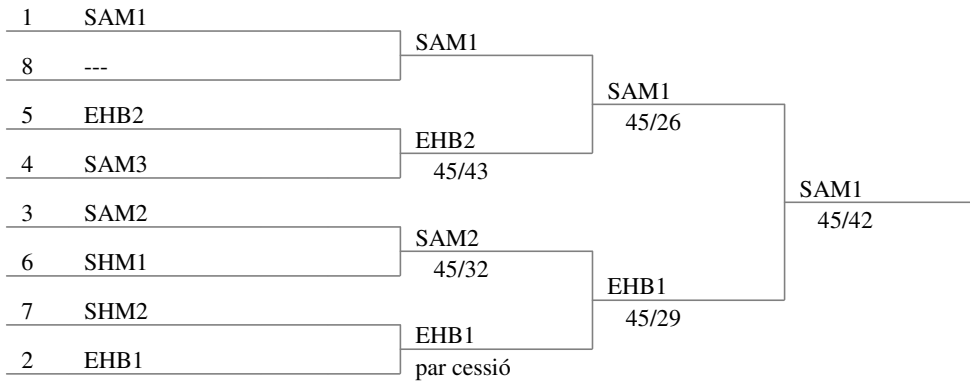 1 SAM1
8 ---
5 EHB2
4 SAM3
3 SAM2
6 SHM1
7 SHM2
2 EHB1
SAM1
EHB2
45/43
SAM2
45/32
EHB1
par cessió
SAM1
45/26
EHB1
45/29
SAM1
45/42